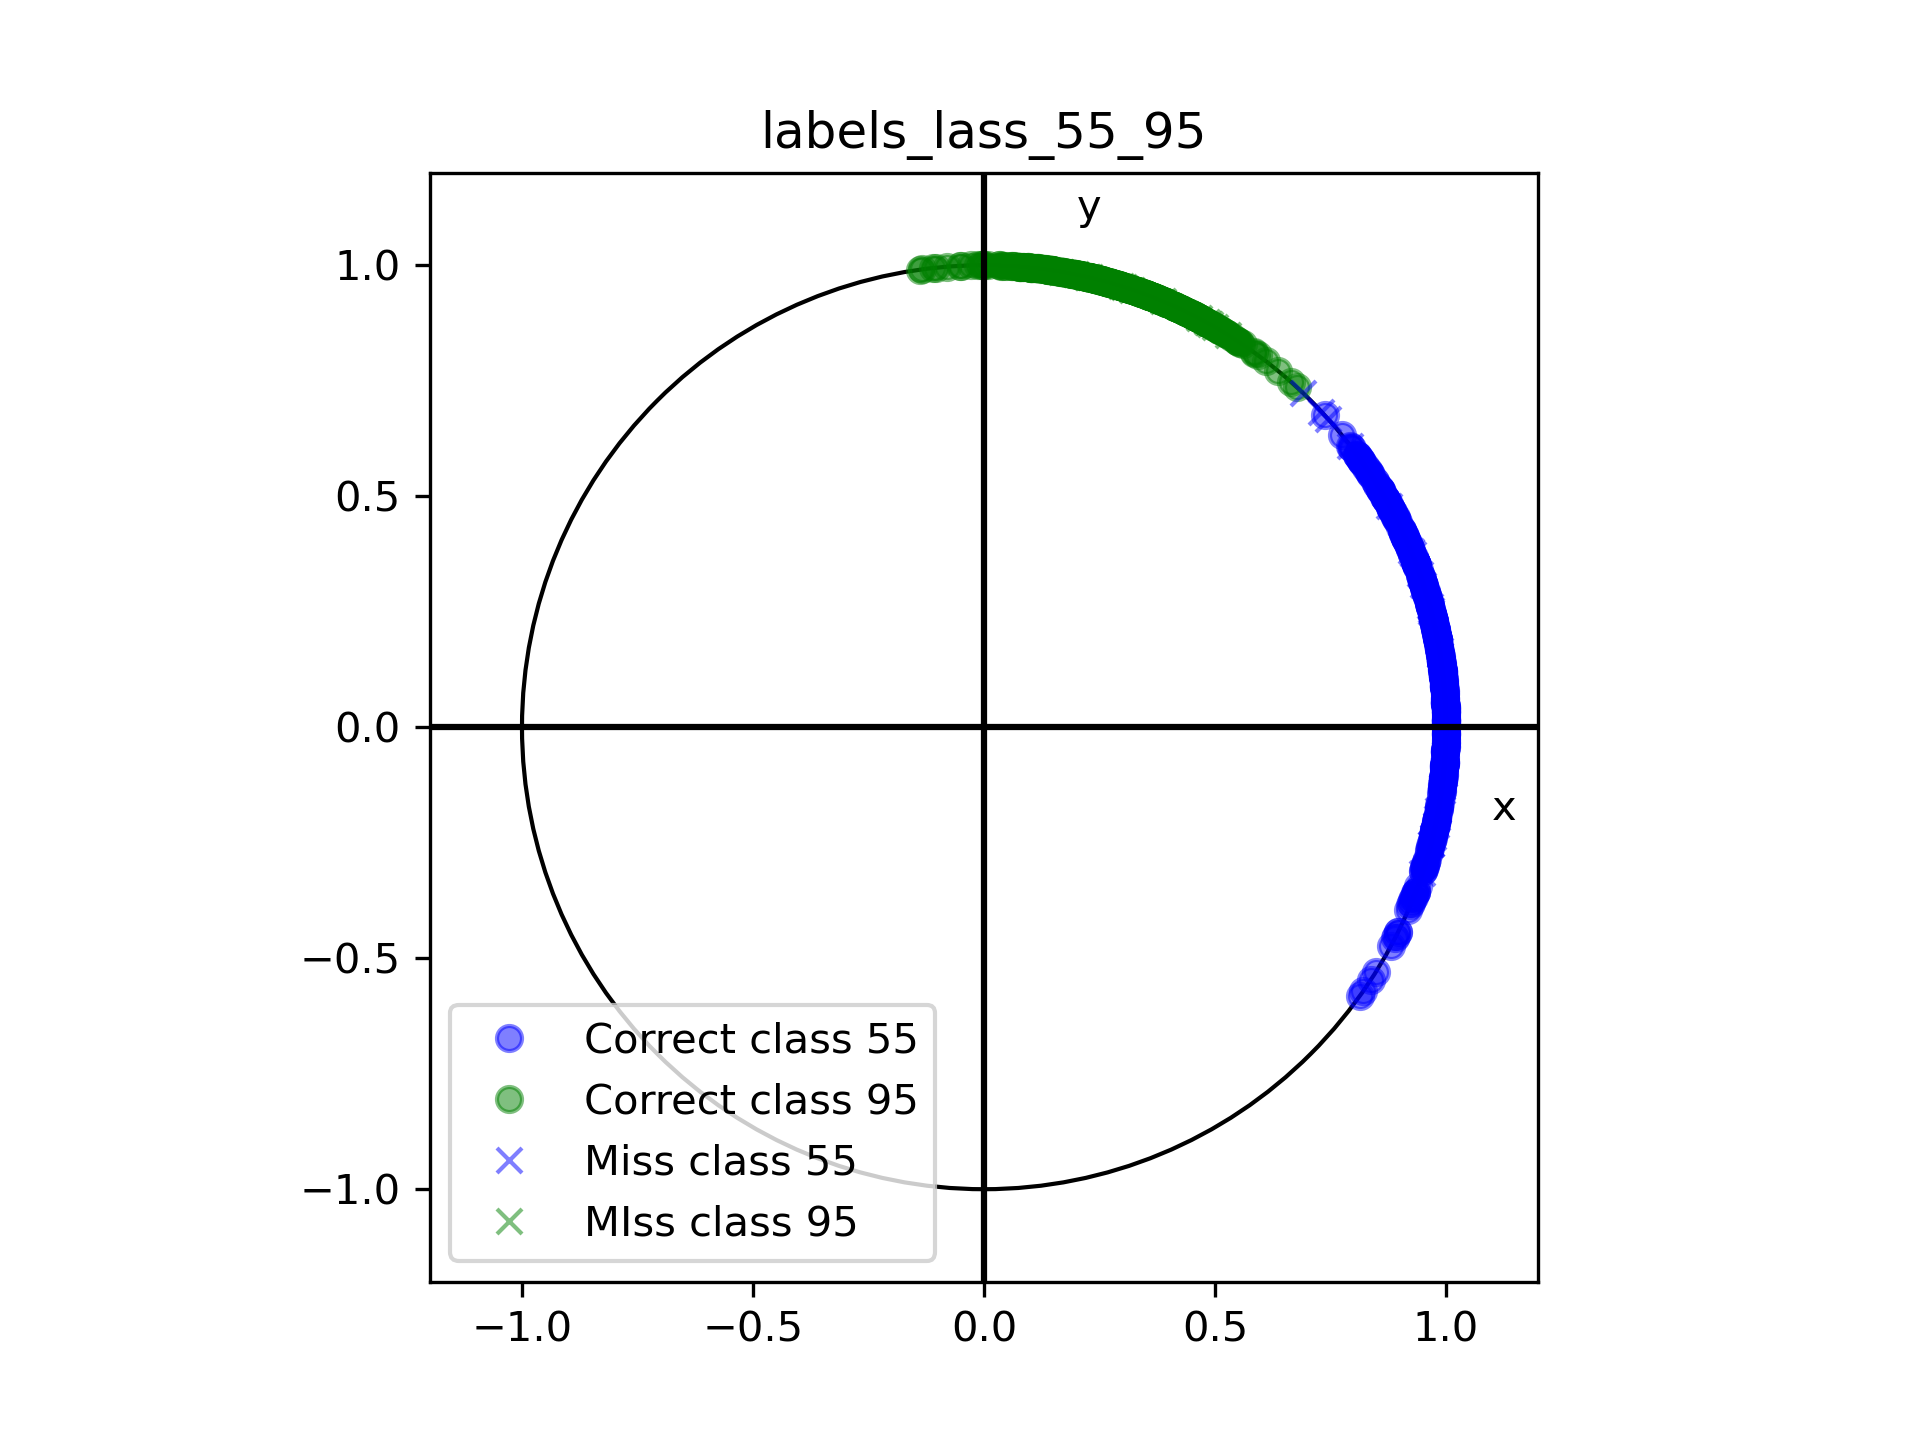 labels_lass_55_95
y
1.0
0.5
0.0
−0.5
−1.0
x
Correct class 55
Correct class 95
Miss class 55
MIss class 95
−1.0 −0.5 0.0 0.5 1.0